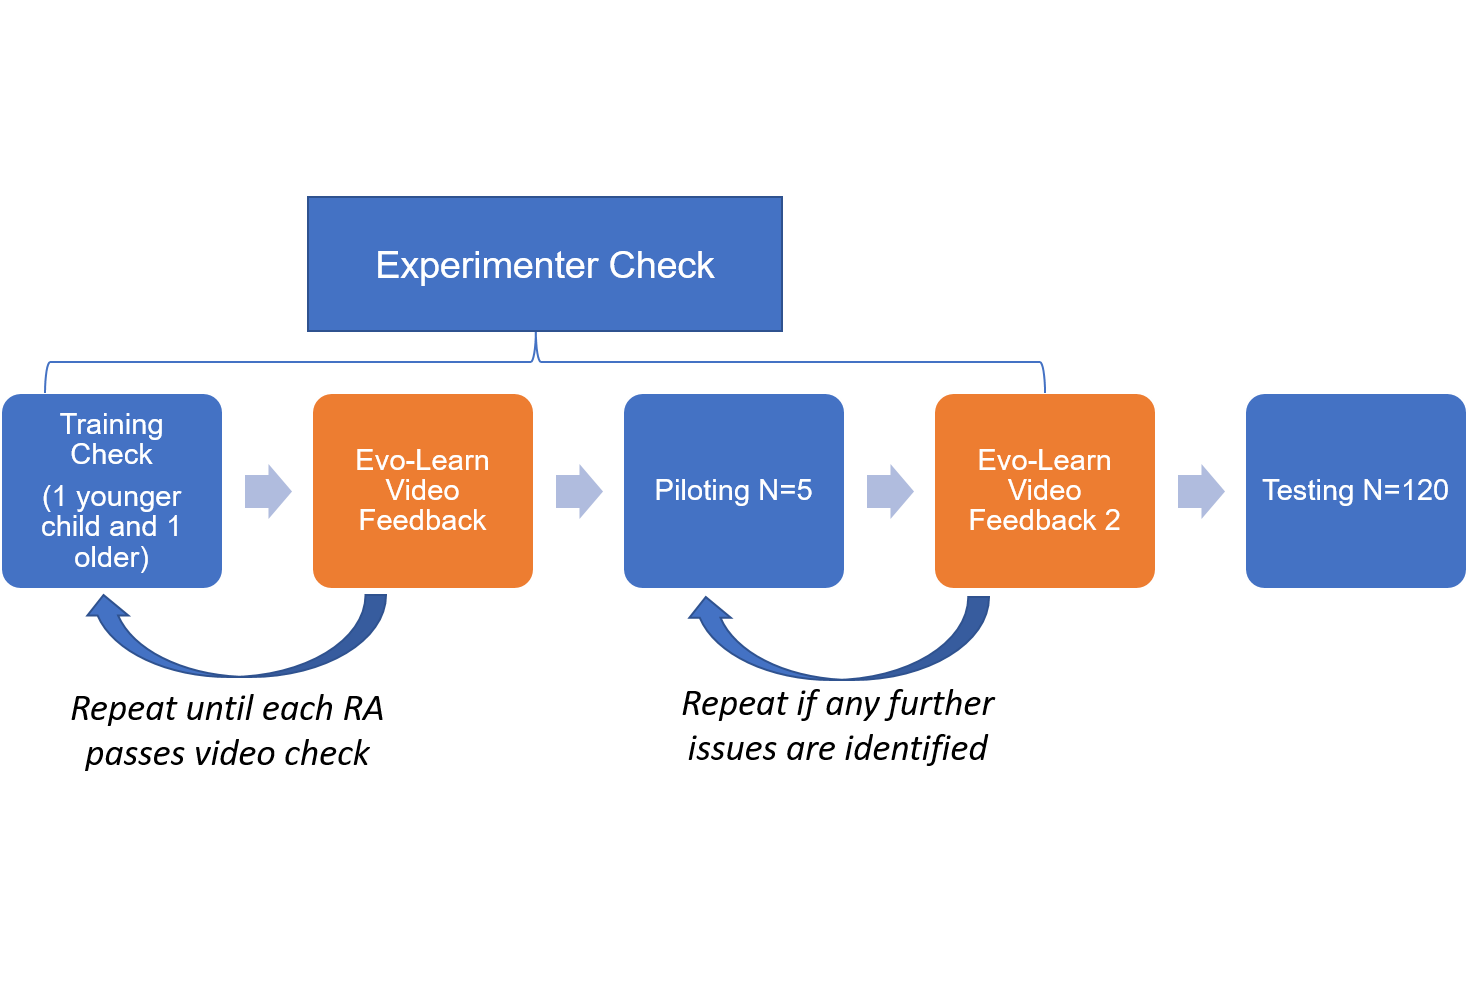 Experimenter Check
Training
Check
(1 younger
child and 1
older)
Evo-Learn
Video
Feedback
Piloting N=5
Evo-Learn
Video
Feedback 2
Testing N=120
Repeat until each RA
passes video check
Repeat if any further
issues are identified